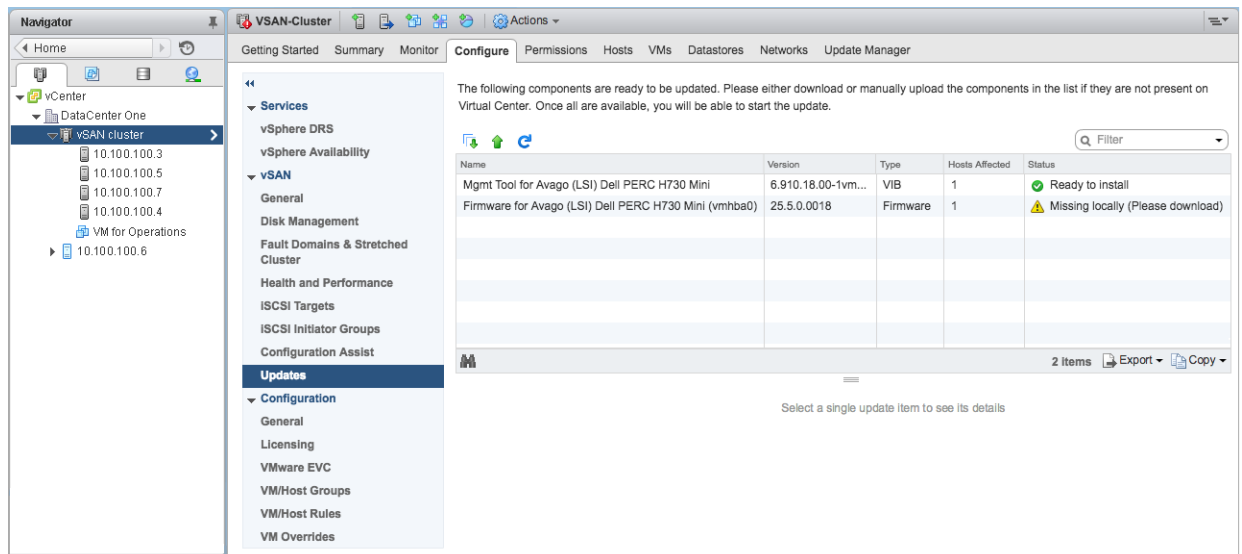 Navigator
Home
vCenter
DataCenter One
vSAN cluster
10.100.100.3
10.100.100.5
10.100.100.7
10.100.100.4
VM for Operations
10.100.100.6
VSAN-Cluster Actions
Getting Started Summary Monitor Configure Permissions Hosts VMs Datastores Networks Update Manager
Services
vSphere DRS
vSphere Availability
vSAN
General
Disk Management
Fault Domains & Stretched
Cluster
Health and Performance
iSCSI Targets
iSCSI Initiator Groups
Configuration Assist
Updates
Configuration
General
Licensing
VMware EVC
VM/Host Groups
VM/Host Rules
VM Overrides
The following components are ready to be updated. Please either download or manually upload the components in the list if they are not present on
Virtual Center. Once all are available, you will be able to start the update.
Filter
Name Version Type Hosts Affected Status
Mgmt Tool for Avago (LSI) Dell PERC H730 Mini 6.910.18.00-1vm... VIB 1 Ready to install
Firmware for Avago (LSI) Dell PERC H730 Mini (vmhba0) 25.5.0.0018 Firmware 1 Missing locally (Please download)
2 items Export Copy
Select a single update item to see its details